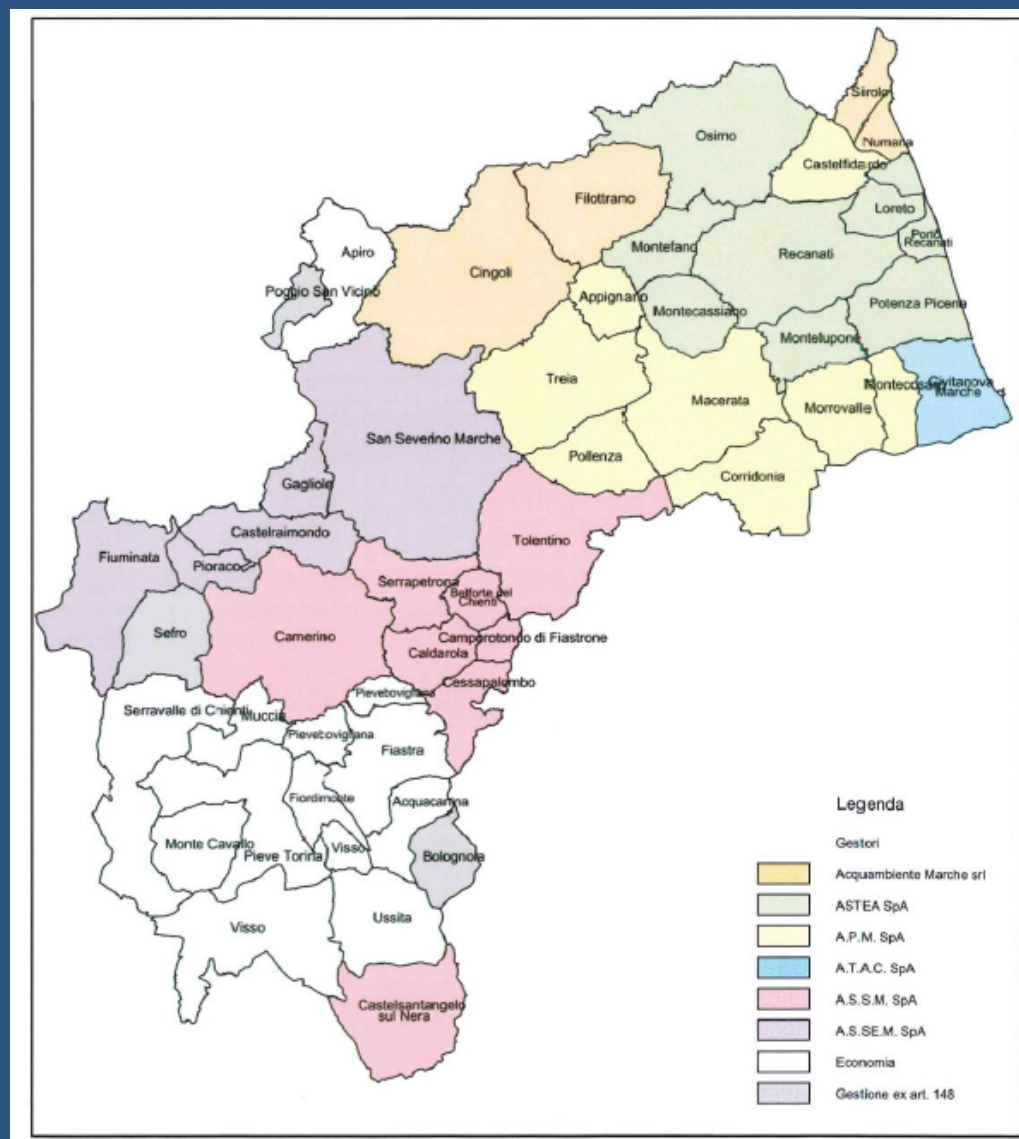 Sirolo
Numana
Osimo
Castelfidardo
Filottrano
Loreto
Porto
Recanati
Apiro
Montefano
Recanati
Cingoli
Poggio San Vicino
Appignano
Montecassiano
Potenza Picena
Montelupone
Treia
Macerata
Morrovalle
Civitanova
Marche
San Severino Marche
Pollenza
Corridonia
Gagliole
Castelraimondo
Tolentino
Fiuminata
Pioraco
Serrapetrona
Belforte del
Chienti
Sefro
Camerino
Camporotondo di Fiastrone
Caldarola
Cessapalombo
Pievebovigliana
Serravalle di Chienti
Muccia
Pievebovigliana
Fiastra
Fiordimonte
Acquacanina
Monte Cavallo
Pieve Torina
Visso
Bolognola
Visso
Ussita
Castelsantangelo
sul Nera
Legenda
Gestori
Acquambiente Marche srl
ASTEA SpA
A.P.M. SpA
A.T.A.C. SpA
A.S.S.M. SpA
A.S.SE.M. SpA
Economia
Gestione ex art. 148